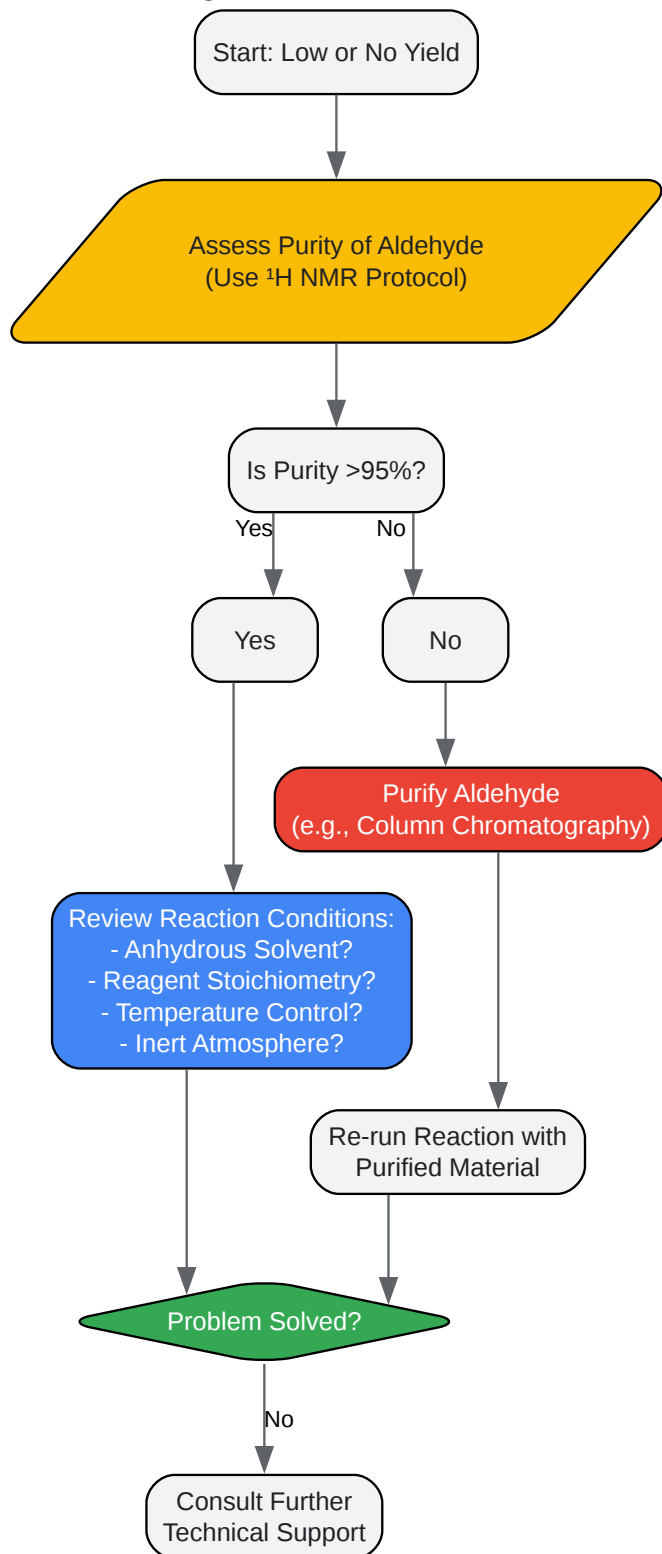 Start: Low or No Yield
Assess Purity of Aldehyde
(Use ¹H NMR Protocol)
Is Purity >95%?
Yes
No
Yes
No
Purify Aldehyde
(e.g., Column Chromatography)
Review Reaction Conditions:
- Anhydrous Solvent?
- Reagent Stoichiometry?
- Temperature Control?
- Inert Atmosphere?
Re-run Reaction with
Purified Material
Problem Solved?
No
Consult Further
Technical Support